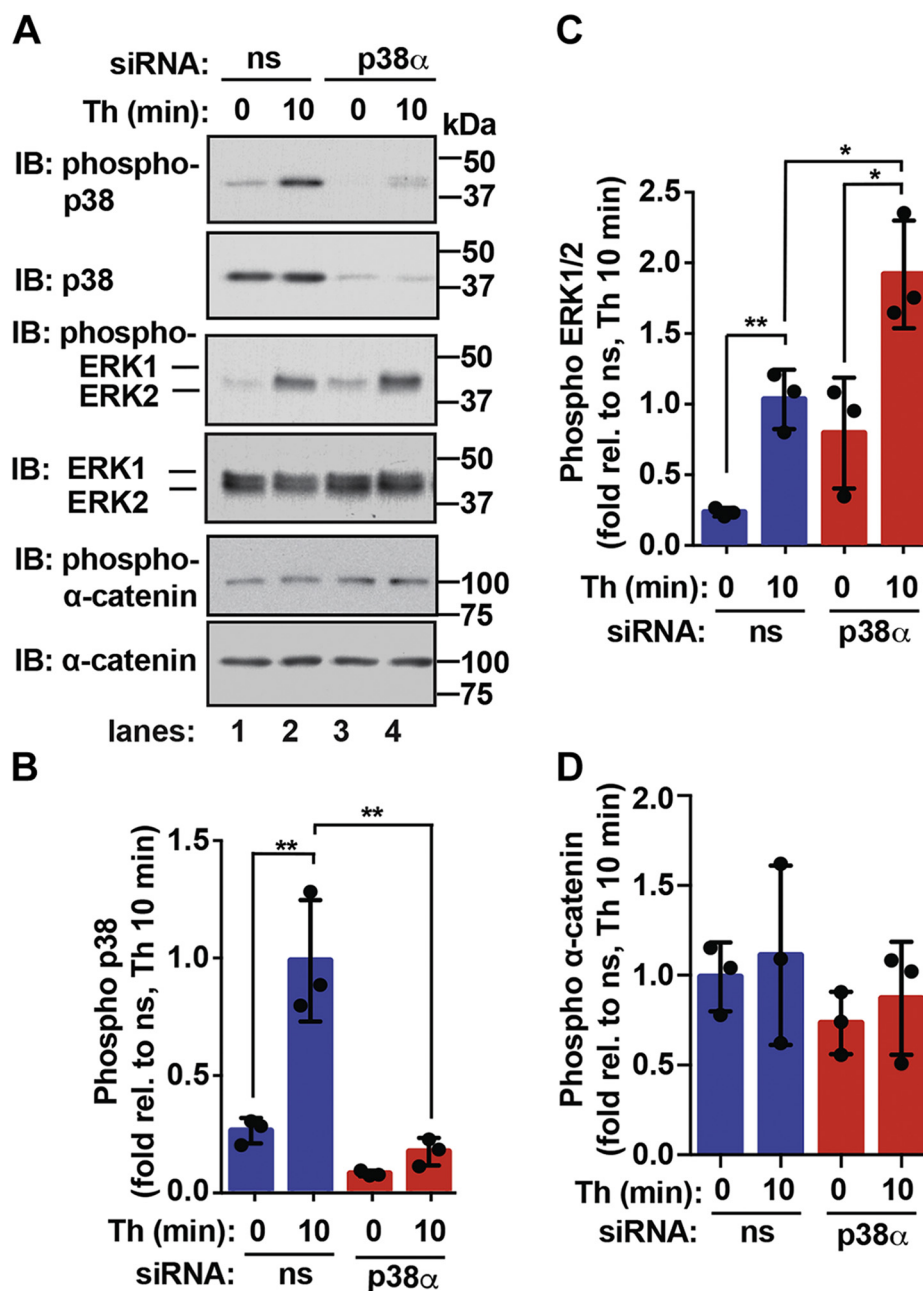 A
siRNA: ns p38α
Th (min): 0 10 0 10
kDa
IB: phospho-
p38
50
37
IB: p38
50
37
IB: phospho-
ERK1
ERK2
50
37
IB: ERK1
ERK2
50
37
IB: phospho-
α-catenin
100
75
IB: α-catenin
100
75
lanes: 1 2 3 4
B
Phospho p38
(fold rel. to ns, Th 10 min)
1.5
1.0
0.5
0.0
** **
Th (min): 0 10 0 10
siRNA: ns p38α
C
Phospho ERK1/2
(fold rel. to ns, Th 10 min)
2.5
2.0
1.5
1.0
0.5
0.0
*
*
**
Th (min): 0 10 0 10
siRNA: ns p38α
D
Phospho α-catenin
(fold rel. to ns, Th 10 min)
2.0
1.5
1.0
0.5
0.0
Th (min): 0 10 0 10
siRNA: ns p38α